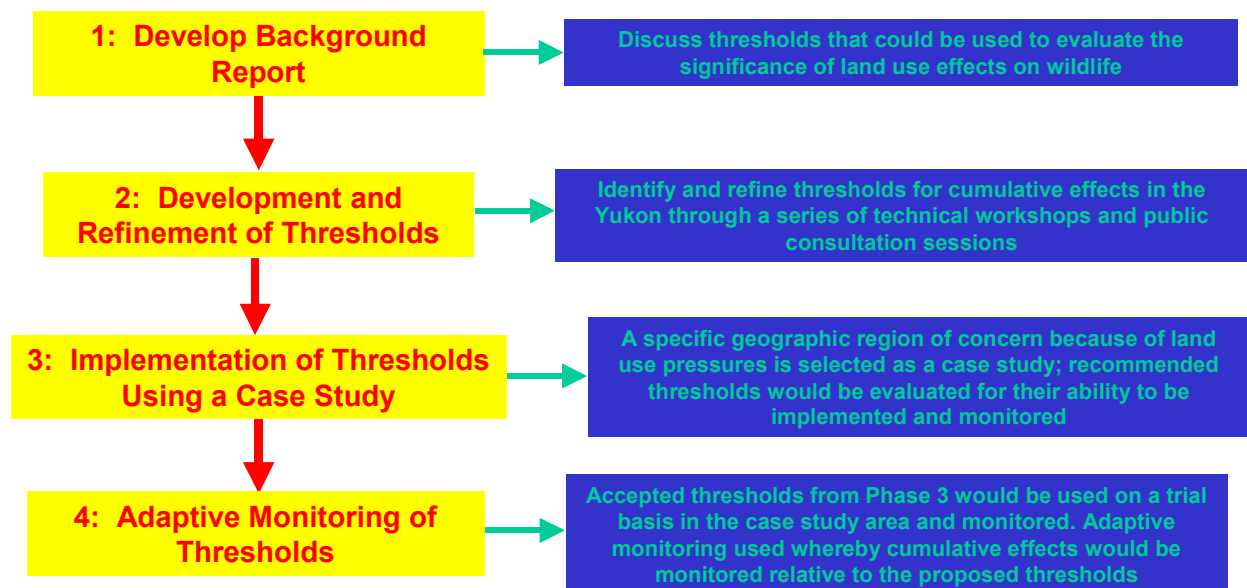 1: Develop Background
Report
Discuss thresholds that could be used to evaluate the
significance of land use effects on wildlife
2: Development and
Refinement of Thresholds
Identify and refine thresholds for cumulative effects in the
Yukon through a series of technical workshops and public
consultation sessions
3: Implementation of Thresholds
Using a Case Study
A specific geographic region of concern because of land
use pressures is selected as a case study; recommended
thresholds would be evaluated for their ability to be
implemented and monitored
4: Adaptive Monitoring of
Thresholds
Accepted thresholds from Phase 3 would be used on a trial
basis in the case study area and monitored. Adaptive
monitoring used whereby cumulative effects would be
monitored relative to the proposed thresholds